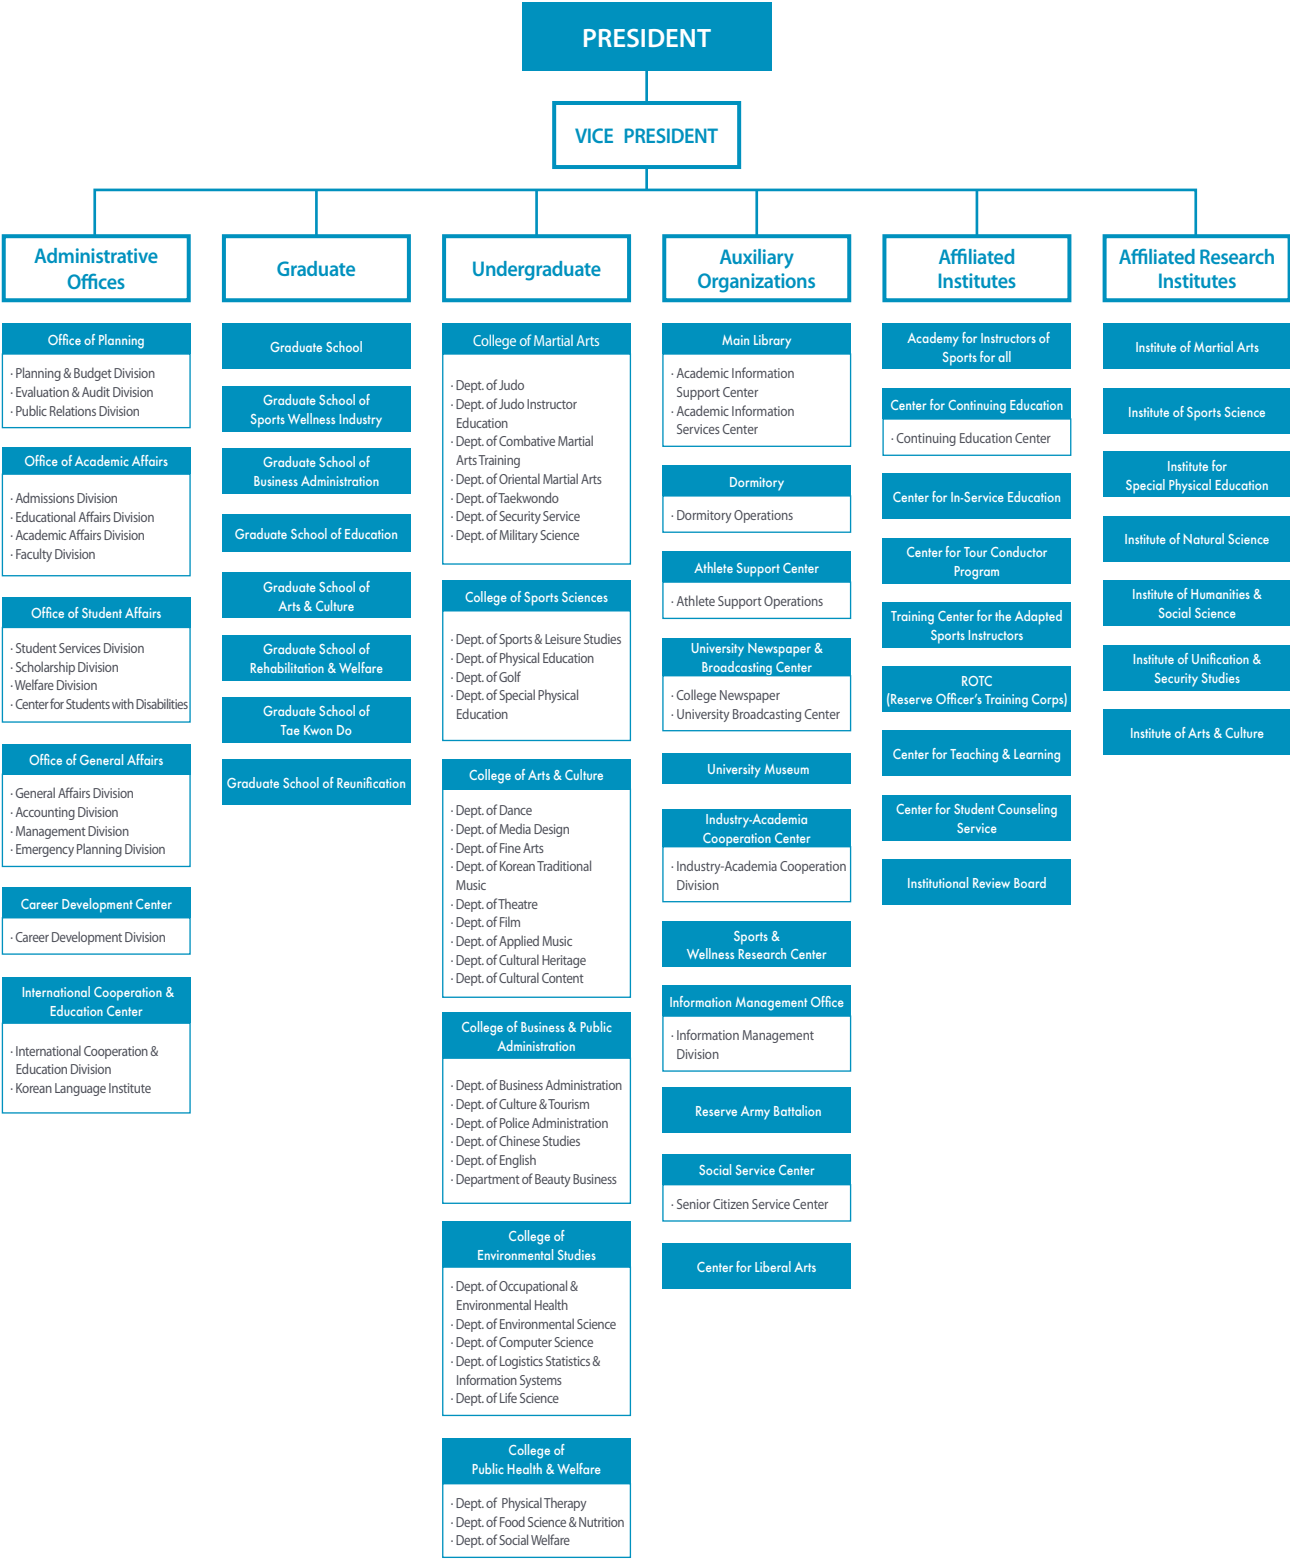 PRESIDENT
VICE PRESIDENT
Administrative
Offices
Office of Planning
· Planning & Budget Division
· Evaluation & Audit Division
· Public Relations Division
Office of Academic Affairs
· Admissions Division
· Educational Affairs Division
· Academic Affairs Division
· Faculty Division
Office of Student Affairs
· Student Services Division
· Scholarship Division
· Welfare Division
· Center for Students with Disabilities
Office of General Affairs
· General Affairs Division
· Accounting Division
· Management Division
· Emergency Planning Division
Career Development Center
· Career Development Division
International Cooperation &
Education Center
· International Cooperation &
Education Division
· Korean Language Institute
Graduate
Graduate School
Graduate School of
Sports Wellness Industry
Graduate School of
Business Administration
Graduate School of Education
Graduate School of
Arts & Culture
Graduate School of
Rehabilitation & Welfare
Graduate School of
Tae Kwon Do
Graduate School of Reunification
Undergraduate
College of Martial Arts
· Dept. of Judo
· Dept. of Judo Instructor
Education
· Dept. of Combative Martial
Arts Training
· Dept. of Oriental Martial Arts
· Dept. of Taekwondo
· Dept. of Security Service
· Dept. of Military Science
College of Sports Sciences
· Dept. of Sports & Leisure Studies
· Dept. of Physical Education
· Dept. of Golf
· Dept. of Special Physical
Education
College of Arts & Culture
· Dept. of Dance
· Dept. of Media Design
· Dept. of Fine Arts
· Dept. of Korean Traditional
Music
· Dept. of Theatre
· Dept. of Film
· Dept. of Applied Music
· Dept. of Cultural Heritage
· Dept. of Cultural Content
College of Business & Public
Administration
· Dept. of Business Administration
· Dept. of Culture & Tourism
· Dept. of Police Administration
· Dept. of Chinese Studies
· Dept. of English
· Department of Beauty Business
College of
Environmental Studies
· Dept. of Occupational &
Environmental Health
· Dept. of Environmental Science
· Dept. of Computer Science
· Dept. of Logistics Statistics &
Information Systems
· Dept. of Life Science
College of
Public Health & Welfare
· Dept. of Physical Therapy
· Dept. of Food Science & Nutrition
· Dept. of Social Welfare
Auxiliary
Organizations
Main Library
· Academic Information
Support Center
· Academic Information
Services Center
Dormitory
· Dormitory Operations
Athlete Support Center
· Athlete Support Operations
University Newspaper &
Broadcasting Center
· College Newspaper
· University Broadcasting Center
University Museum
Industry-Academia
Cooperation Center
· Industry-Academia Cooperation
Division
Sports &
Wellness Research Center
Information Management Office
· Information Management
Division
Reserve Army Battalion
Social Service Center
· Senior Citizen Service Center
Center for Liberal Arts
Affiliated
Institutes
Academy for Instructors of
Sports for all
Center for Continuing Education
· Continuing Education Center
Center for In-Service Education
Center for Tour Conductor
Program
Training Center for the Adapted
Sports Instructors
ROTC
(Reserve Officer's Training Corps)
Center for Teaching & Learning
Center for Student Counseling
Service
Institutional Review Board
Affiliated Research
Institutes
Institute of Martial Arts
Institute of Sports Science
Institute for
Special Physical Education
Institute of Natural Science
Institute of Humanities &
Social Science
Institute of Unification &
Security Studies
Institute of Arts & Culture